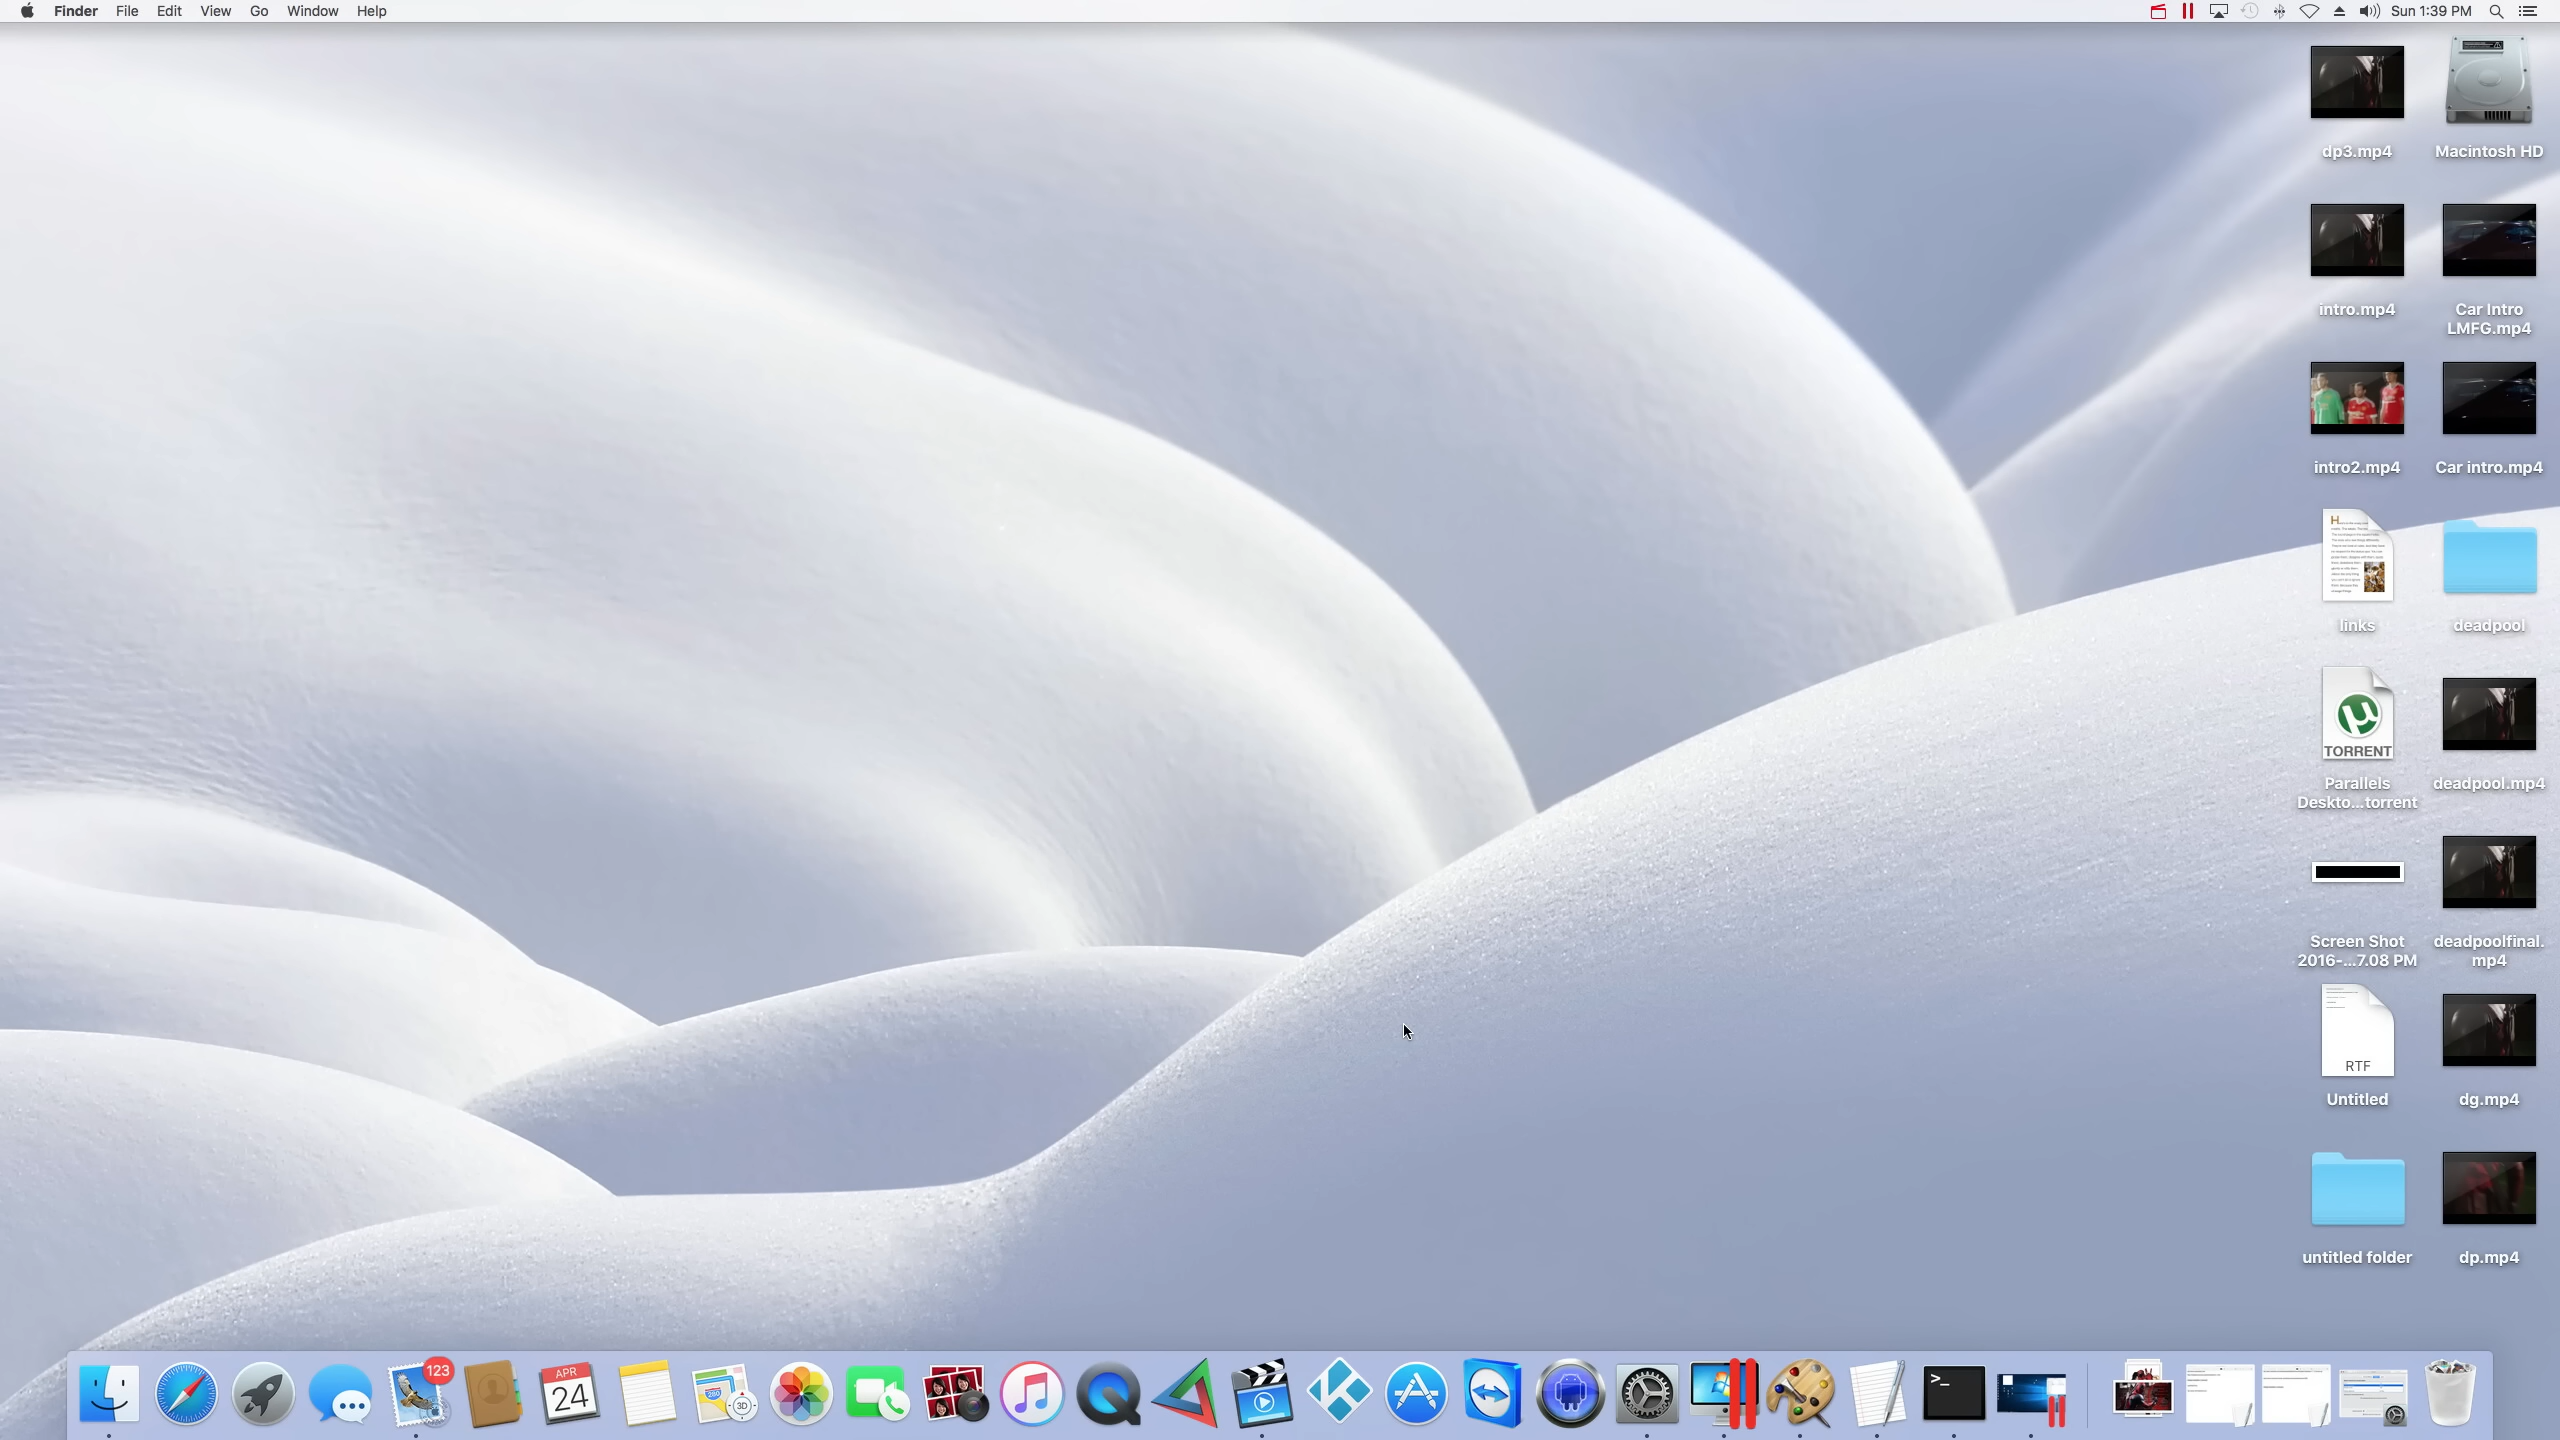 Finder File Edit View Go Window Help
Sun 1:39 PM
dp3.mp4
Macintosh HD
intro.mp4
Car Intro
LMFG.mp4
intro2.mp4
Car intro.mp4
links
deadpool
TORRENT
Parallels
Deskto...torrent
deadpool.mp4
Screen Shot
2016-...7.08 PM
deadpoolfinal.
mp4
RTF
Untitled
dg.mp4
untitled folder
dp.mp4
123
APR
24
280
3D
>_